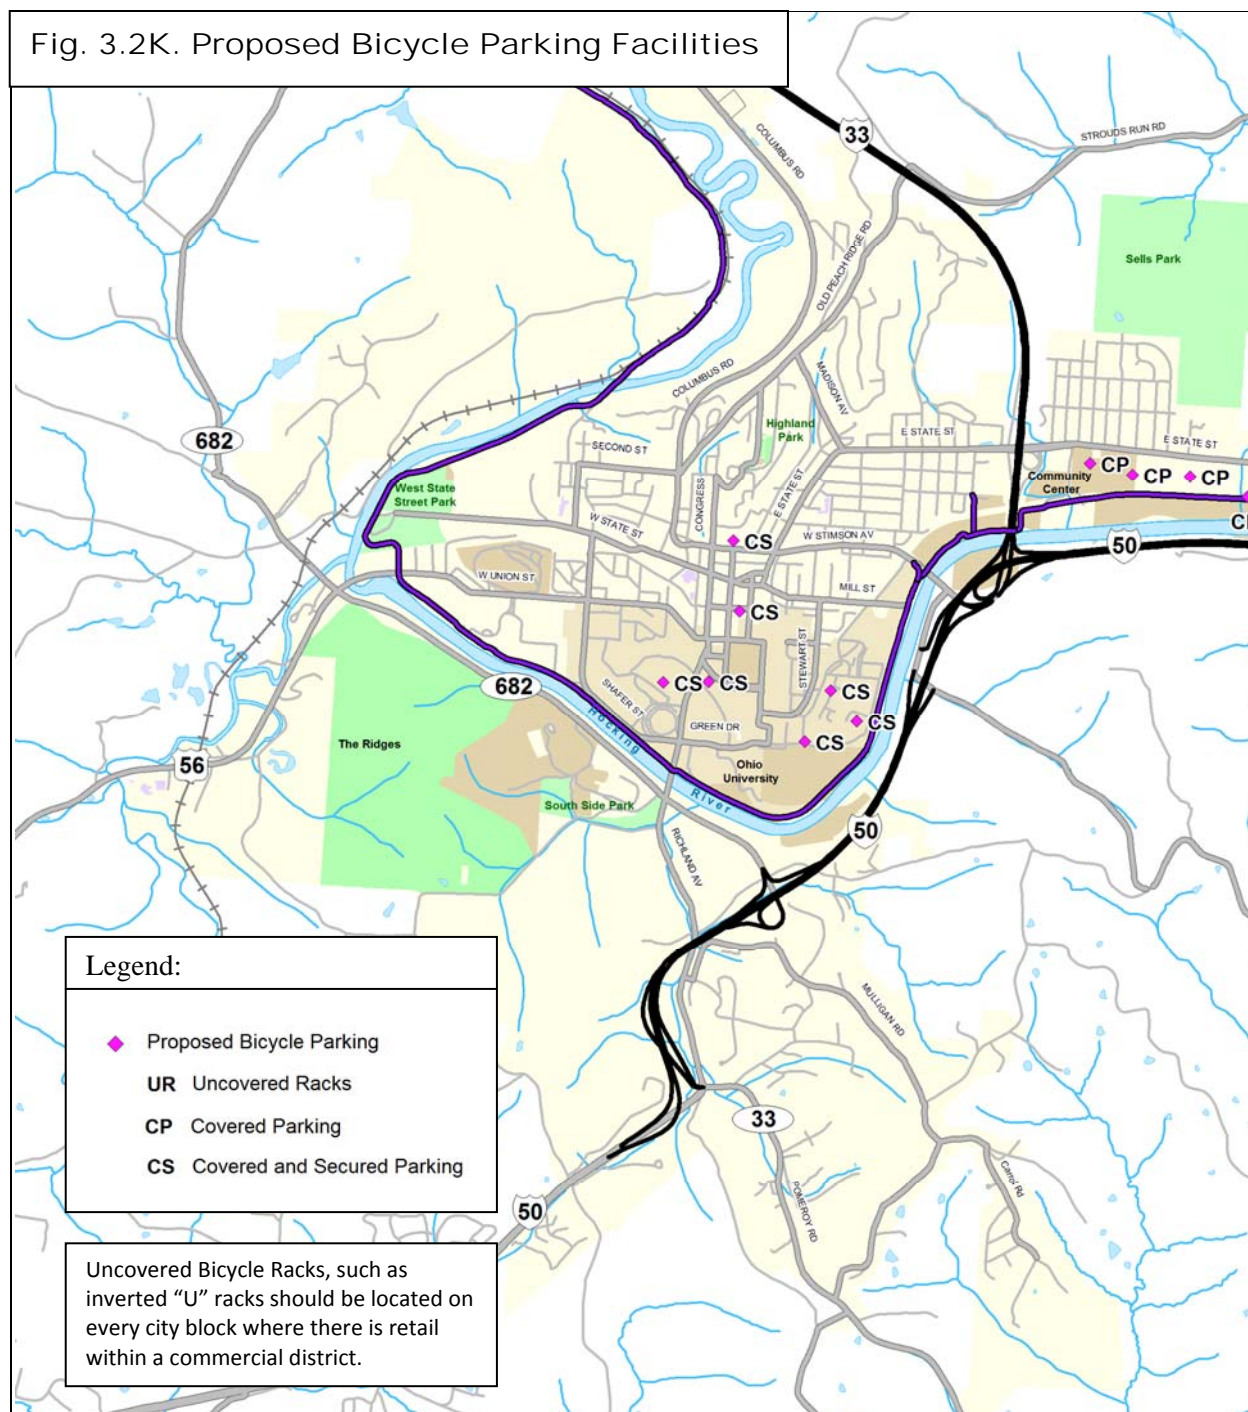 Fig. 3.2K. Proposed Bicycle Parking Facilities
COLUMBUS RD
33
STROUDS RUN RD
OLD PEACH RIDGE RD
Sells Park
COLUMBUS RD
MADISON AV
682
Highland
Park
E STATE ST
SECOND ST
E STATE ST
CP
CP
CP
Community
Center
West State
Street Park
CONGRESS
E STATE ST
W STATE ST
CS
W STIMSON AV
50
W UNION ST
MILL ST
CS
STEWART ST
682
SHAFER ST
CS
CS
CS
CS
GREEN DR
CS
Hocking
The Ridges
56
Ohio
University
River
South Side Park
50
RICHLAND AV
Legend:
MULLIGAN RD
Proposed Bicycle Parking
UR Uncovered Racks
CP Covered Parking
CS Covered and Secured Parking
33
Carrol Rd
POMEROY RD
50
Uncovered Bicycle Racks, such as
inverted “U” racks should be located on
every city block where there is retail
within a commercial district.